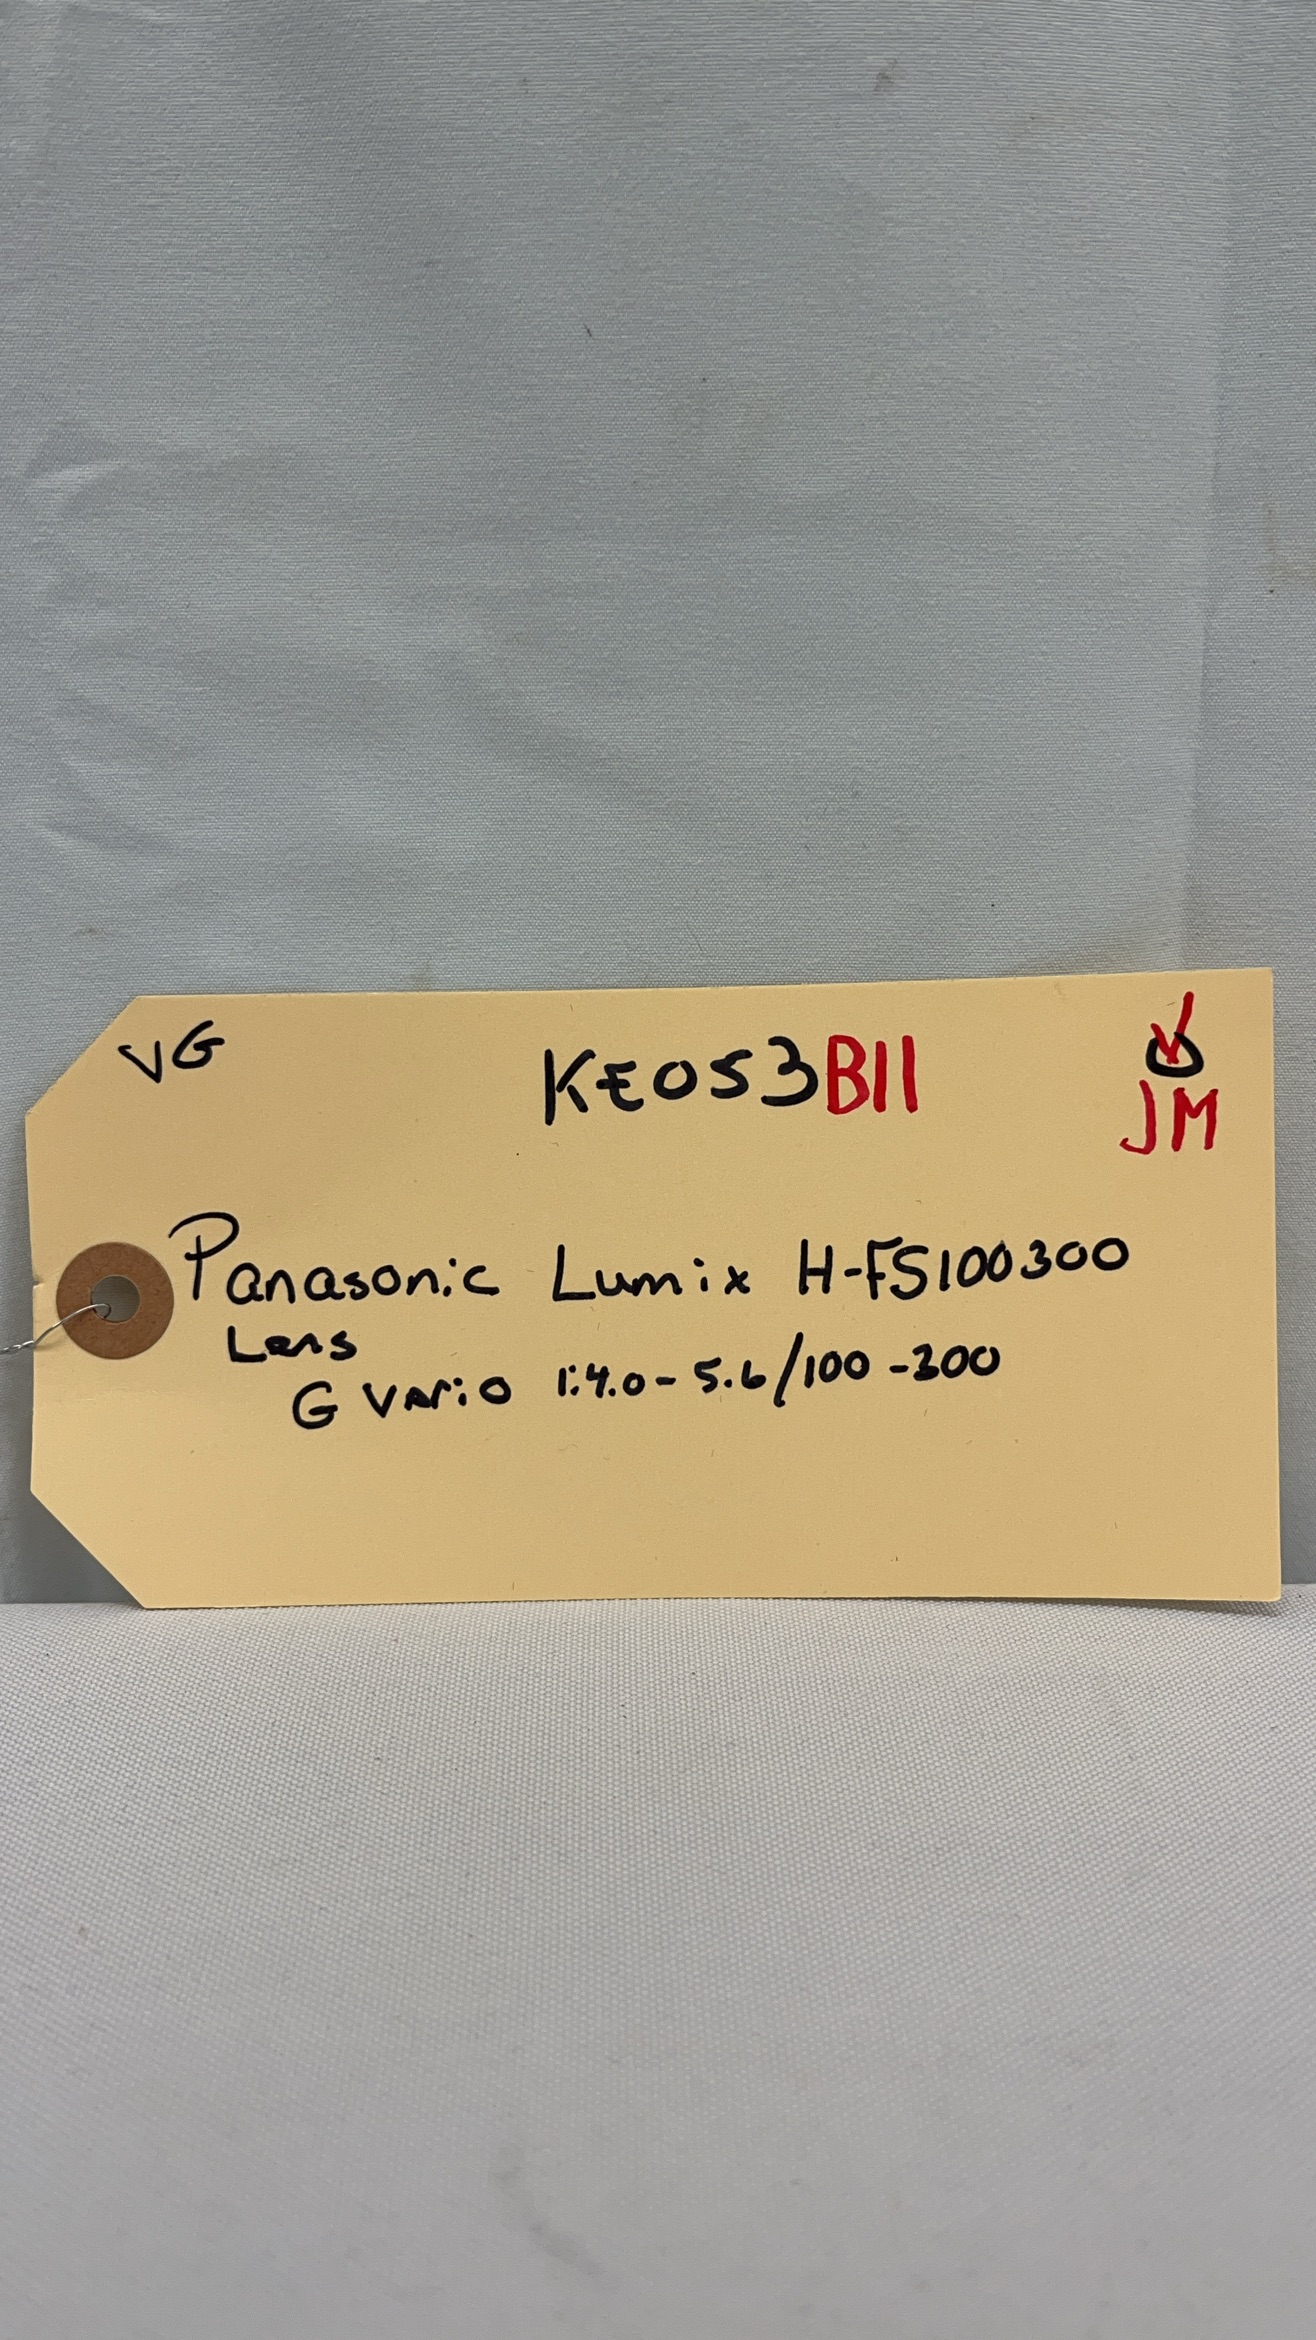 VG KE053B11
JM
Panasonic Lumix H-FS100300
Lens
G Vario 1:4.0-5.6/100-300